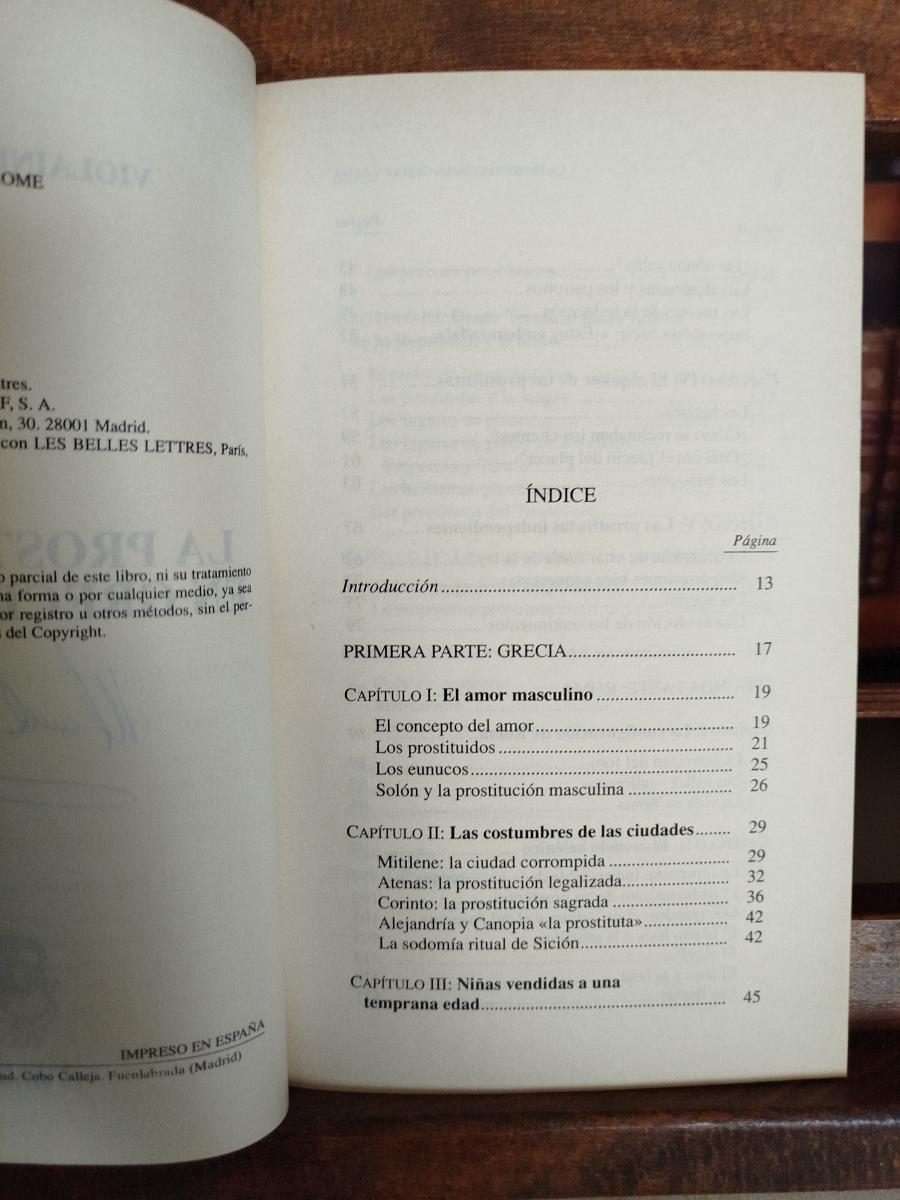 OME
tres.
F, S. A.
n, 30. 28001 Madrid.
con LES BELLES LETTRES, París,
o parcial de este libro, ni su tratamiento
na forma o por cualquier medio, ya sea
or registro u otros métodos, sin el per-
del Copyright.
IMPRESO EN ESPAÑA
nd. Cobo Calleja. Fuenlabrada (Madrid)
ÍNDICE
Página
Introducción 13
PRIMERA PARTE: GRECIA 17
CAPÍTULO I: El amor masculino 19
El concepto del amor 19
Los prostituidos 21
Los eunucos 25
Solón y la prostitución masculina 26
CAPÍTULO II: Las costumbres de las ciudades 29
Mitilene: la ciudad corrompida 29
Atenas: la prostitución legalizada 32
Corinto: la prostitución sagrada 36
Alejandría y Canopia «la prostituta» 42
La sodomía ritual de Sición 42
CAPÍTULO III: Niñas vendidas a una
temprana edad 45